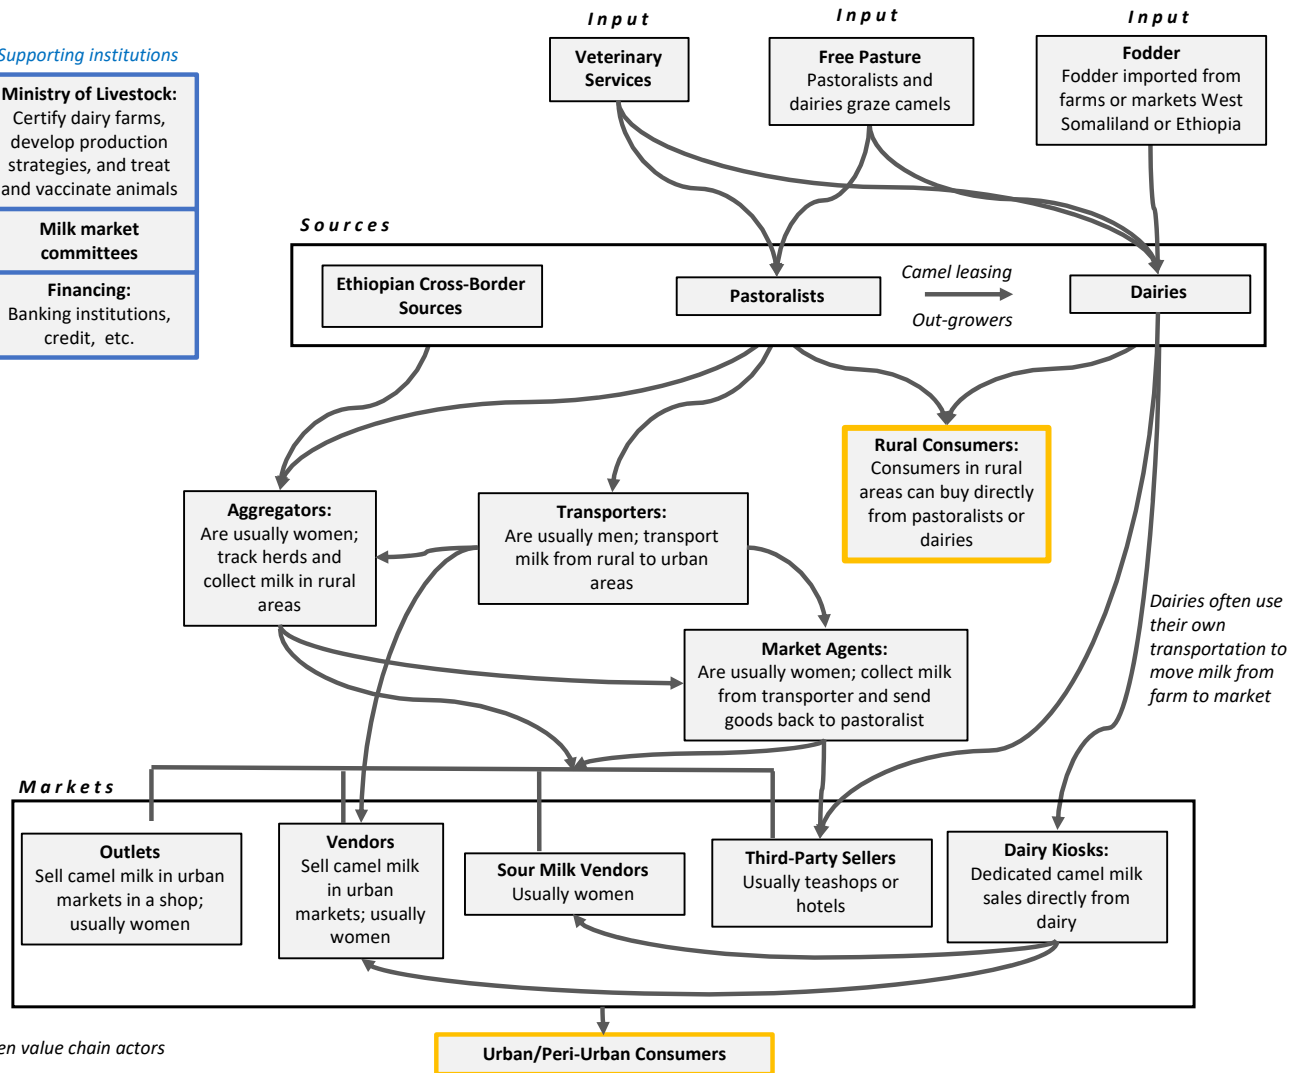 Input
Input
Input
Supporting institutions
Veterinary
Services
Free Pasture
Pastoralists and
dairies graze camels
Fodder
Fodder imported from
farms or markets West
Somaliland or Ethiopia
Ministry of Livestock:
Certify dairy farms,
develop production
strategies, and treat
and vaccinate animals
Milk market
committees
Financing:
Banking institutions,
credit, etc.
Sources
Ethiopian Cross-Border
Sources
Pastoralists
Camel leasing
Out-growers
Dairies
Rural Consumers:
Consumers in rural
areas can buy directly
from pastoralists or
dairies
Aggregators:
Are usually women;
track herds and
collect milk in rural
areas
Transporters:
Are usually men; transport
milk from rural to urban
areas
Dairies often use
their own
transportation to
move milk from
farm to market
Market Agents:
Are usually women; collect milk
from transporter and send
goods back to pastoralist
Markets
Outlets
Sell camel milk in urban
markets in a shop;
usually women
Vendors
Sell camel milk
in urban
markets; usually
women
Sour Milk Vendors
Usually women
Third-Party Sellers
Usually teashops or
hotels
Dairy Kiosks:
Dedicated camel milk
sales directly from
dairy
en value chain actors
Urban/Peri-Urban Consumers